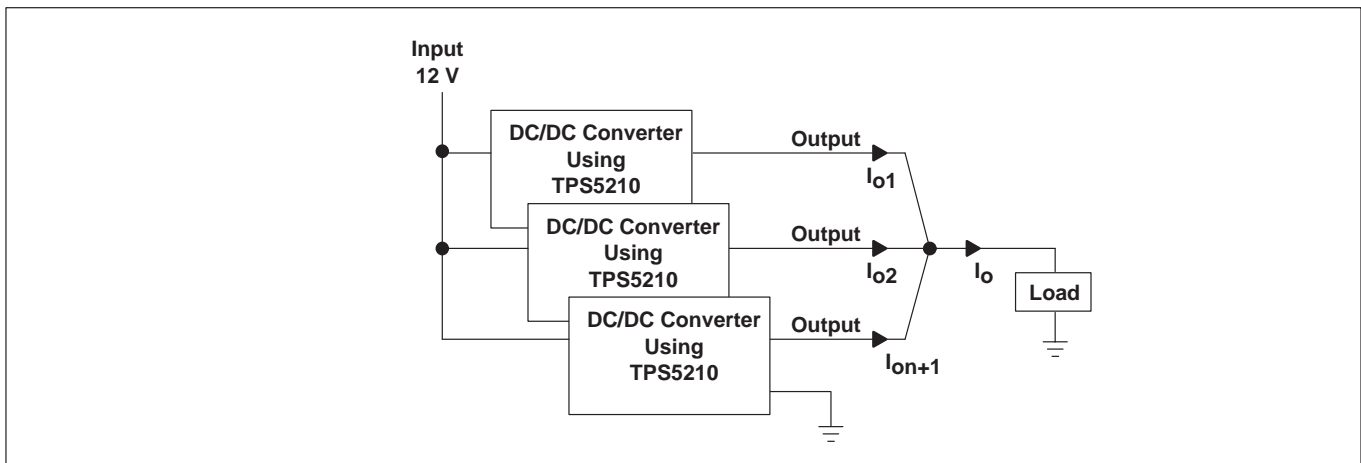 Input
12 V
DC/DC Converter
Using
TPS5210
Output
Io1
DC/DC Converter
Using
TPS5210
Output
Io2
Io
Load
DC/DC Converter
Using
TPS5210
Output
Ion+1